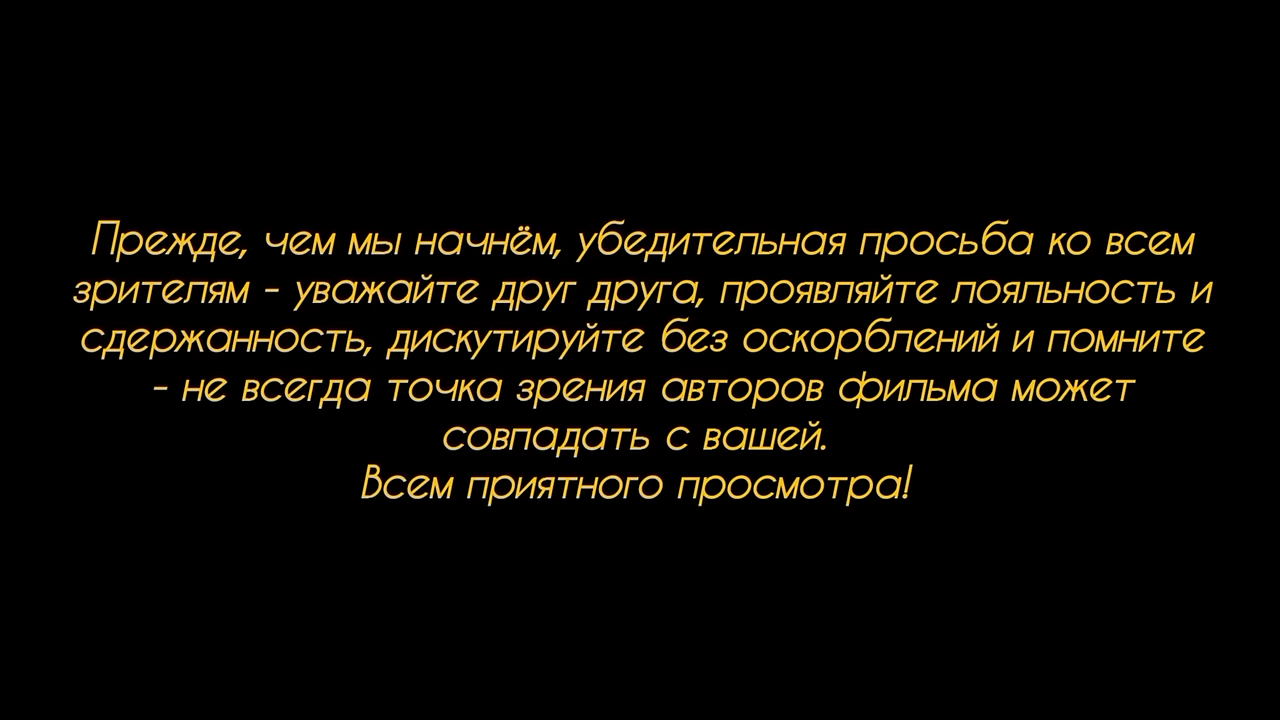 Прежде, чем мы начнём, убедительная просьба ко всем
зрителям - уважайте друг друга, проявляйте лояльность и
сдержанность, дискутируйте без оскорблений и помните
- не всегда точка зрения авторов фильма может
совпадать с вашей.
Всем приятного просмотра!